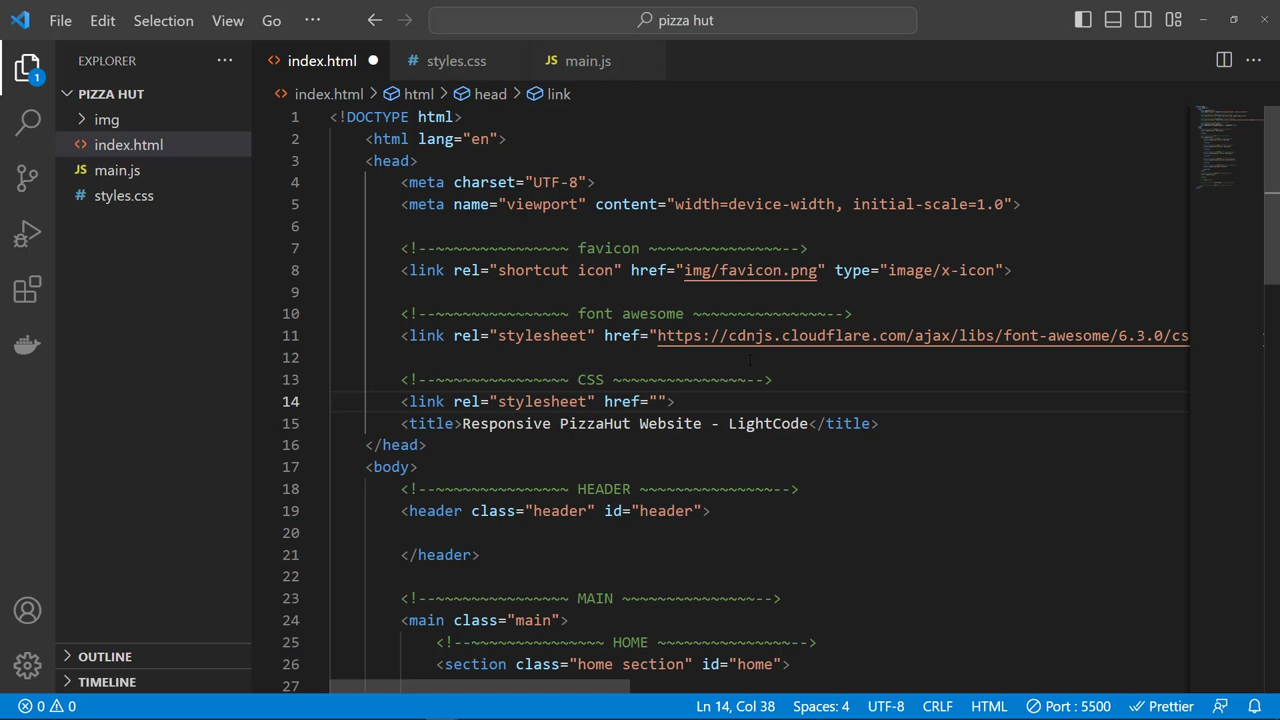 File Edit Selection View Go ··· pizza hut
EXPLORER ···
index.html
styles.css
JS main.js
1
PIZZA HUT
img
index.html
JS main.js
styles.css
index.html > html > head > link
1 <!DOCTYPE html>
2 <html lang="en">
3 <head>
4 <meta charset="UTF-8">
5 <meta name="viewport" content="width=device-width, initial-scale=1.0">
6
7 <!--~~~~~~~~~~~~~~~ favicon ~~~~~~~~~~~~~~~-->
8 <link rel="shortcut icon" href="img/favicon.png" type="image/x-icon">
9
10 <!--~~~~~~~~~~~~~~~ font awesome ~~~~~~~~~~~~~~~-->
11 <link rel="stylesheet" href="https://cdnjs.cloudflare.com/ajax/libs/font-awesome/6.3.0/cs
12
13 <!--~~~~~~~~~~~~~~~ CSS ~~~~~~~~~~~~~~~-->
14 <link rel="stylesheet" href="">
15 <title>Responsive PizzaHut Website - LightCode</title>
16 </head>
17 <body>
18 <!--~~~~~~~~~~~~~~~ HEADER ~~~~~~~~~~~~~~~-->
19 <header class="header" id="header">
20
21 </header>
22
23 <!--~~~~~~~~~~~~~~~ MAIN ~~~~~~~~~~~~~~~-->
24 <main class="main">
25 <!--~~~~~~~~~~~~~~~ HOME ~~~~~~~~~~~~~~~-->
26 <section class="home section" id="home">
27
OUTLINE
TIMELINE
0 0 Ln 14, Col 38 Spaces: 4 UTF-8 CRLF HTML Port : 5500 Prettier